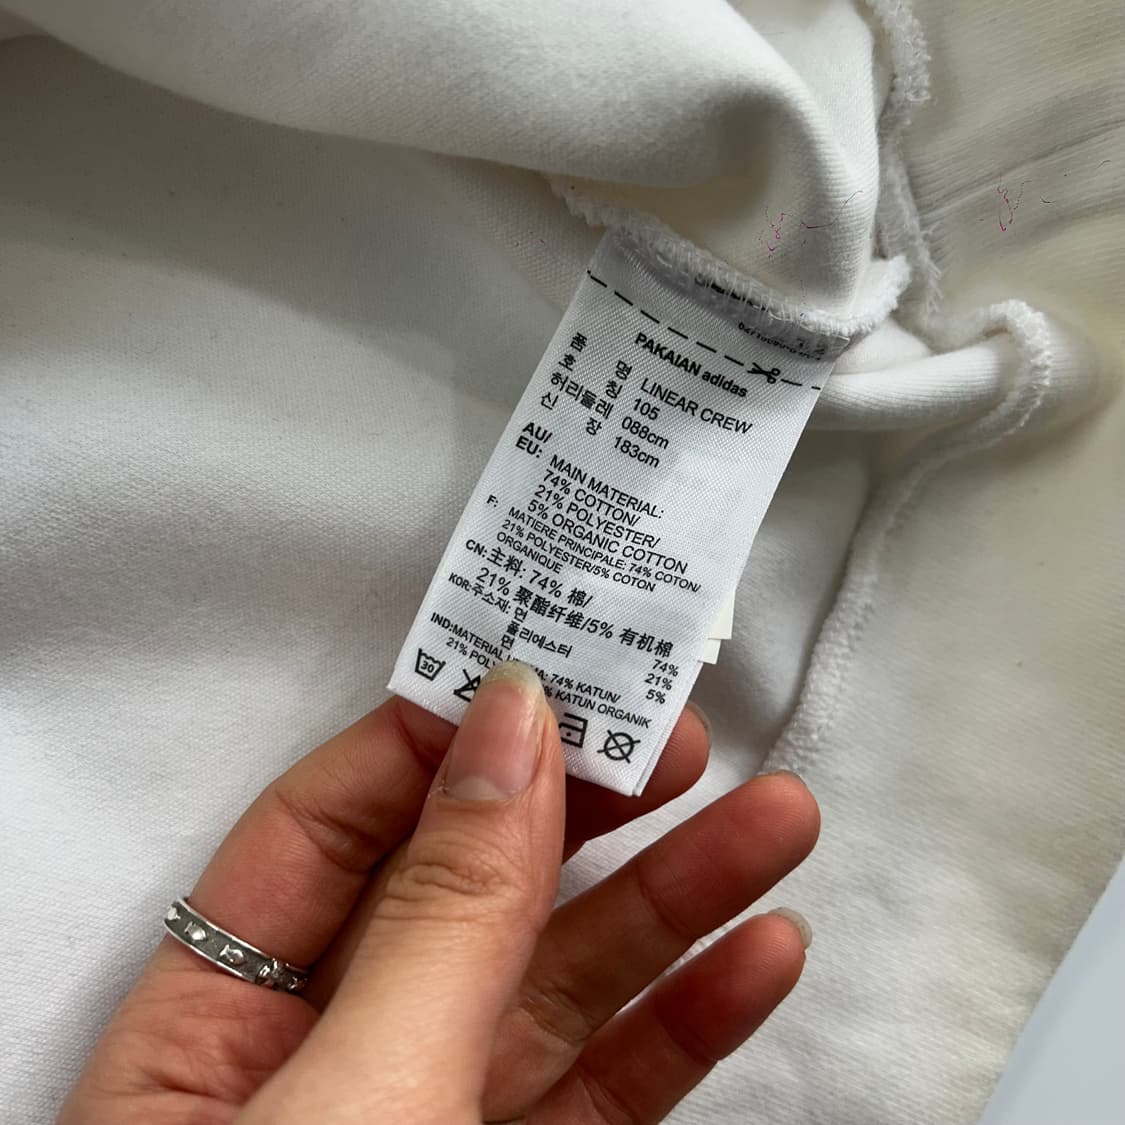 PAKAIAN adidas
품 명 LINEAR CREW
호 칭 105
허리둘레 088cm
신 장 183cm
AU/
EU: MAIN MATERIAL:
74% COTTON/
21% POLYESTER/
5% ORGANIC COTTON
F: MATIERE PRINCIPALE: 74% COTON/
21% POLYESTER/5% COTON
ORGANIQUE
CN: 主料: 74% 棉/
21% 聚酯纤维/5% 有机棉
KOR: 주소재: 면 74%
폴리에스터 21%
면 5%
IND: MATERIAL 74% KATUN/
21% KATUN ORGANIK
30